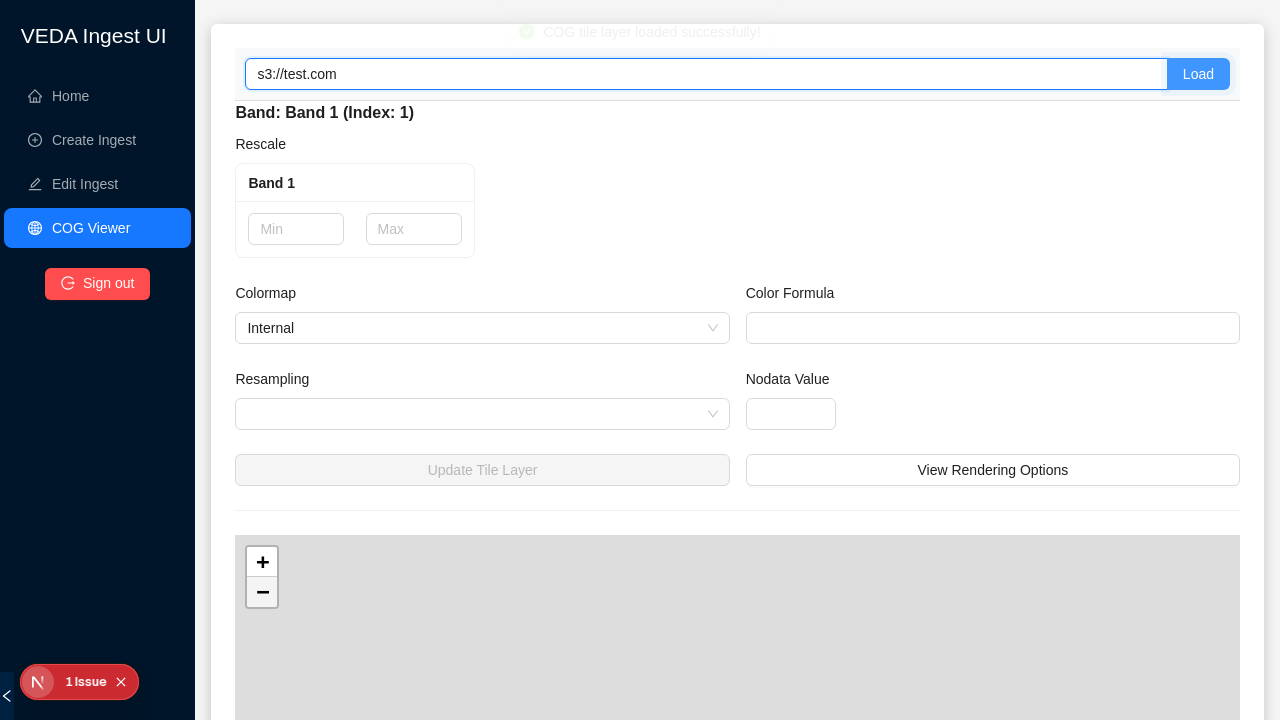 VEDA Ingest UI
Home
Create Ingest
Edit Ingest
COG Viewer
Sign out
1 Issue
COG tile layer loaded successfully!
s3://test.com
Load
Band: Band 1 (Index: 1)
Rescale
Band 1
Min
Max
Colormap
Color Formula
Internal
Resampling
Nodata Value
Update Tile Layer
View Rendering Options
+
−